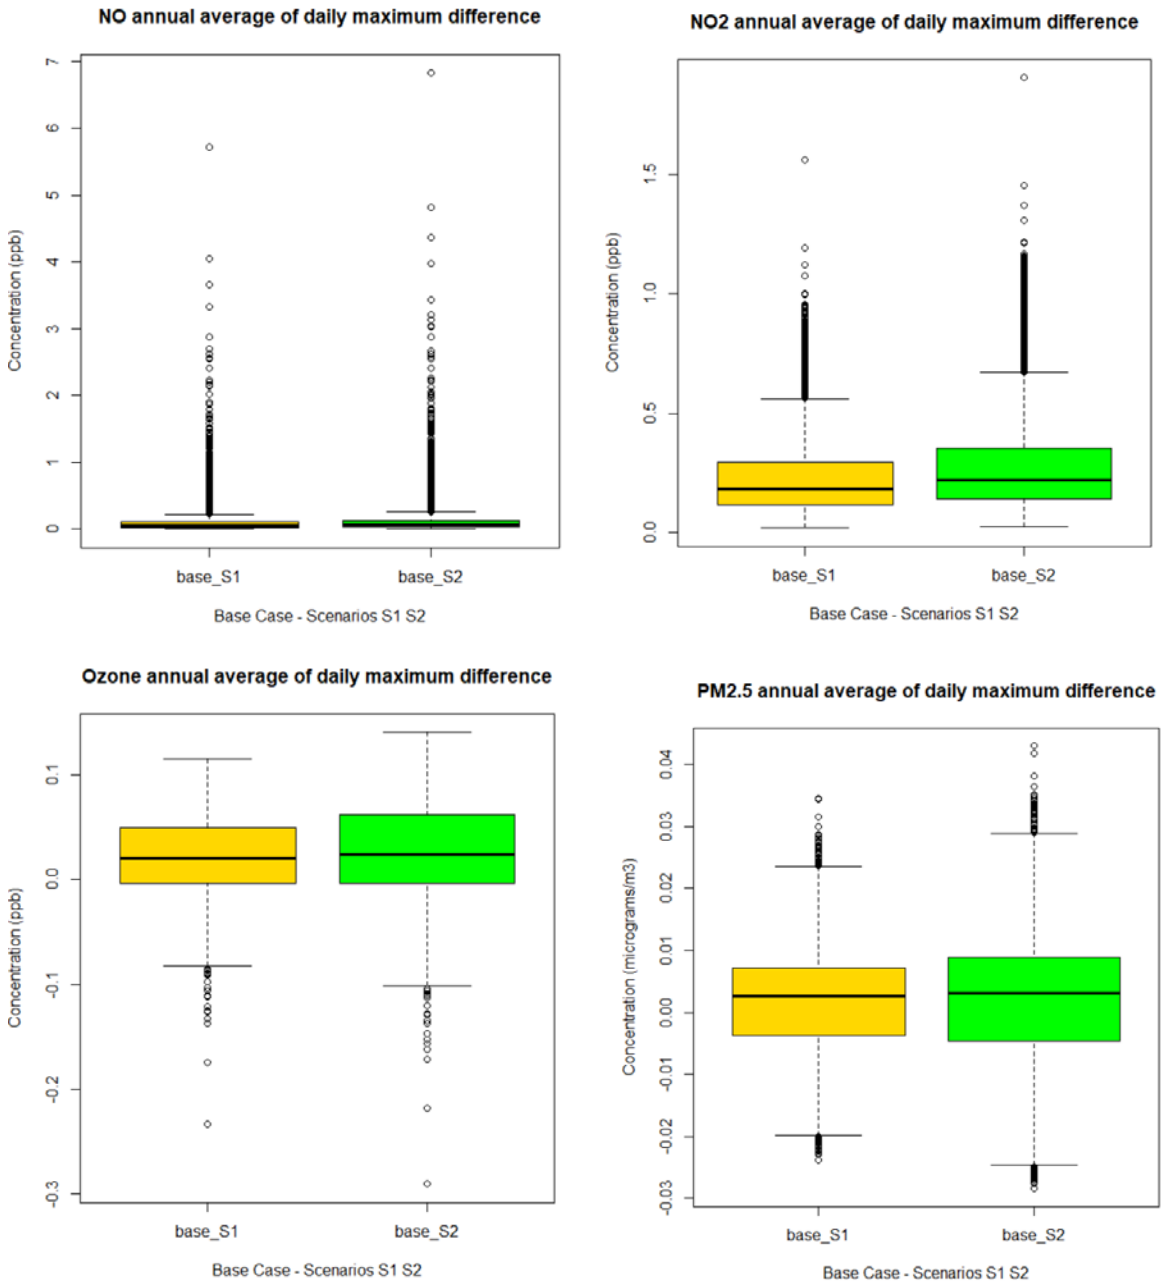 NO annual average of daily maximum difference
Concentration (ppb)
7
6
5
4
3
2
1
0
base_S1 base_S2
Base Case - Scenarios S1 S2
NO2 annual average of daily maximum difference
Concentration (ppb)
1.5
1.0
0.5
0.0
base_S1 base_S2
Base Case - Scenarios S1 S2
Ozone annual average of daily maximum difference
Concentration (ppb)
0.1
0.0
-0.1
-0.2
-0.3
base_S1 base_S2
Base Case - Scenarios S1 S2
PM2.5 annual average of daily maximum difference
Concentration (micrograms/m3)
0.04
0.03
0.02
0.01
0.00
-0.01
-0.02
-0.03
base_S1 base_S2
Base Case - Scenarios S1 S2